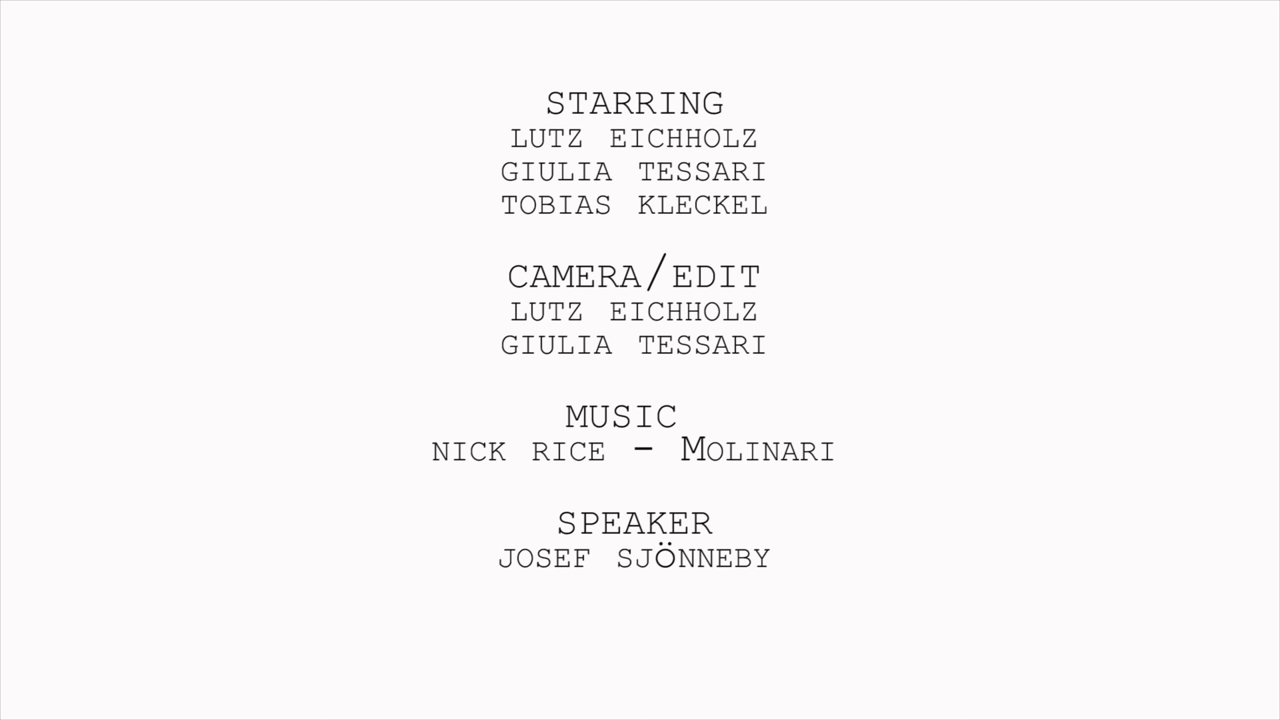 STARRING
LUTZ EICHHOLZ
GIULIA TESSARI
TOBIAS KLECKEL
CAMERA/EDIT
LUTZ EICHHOLZ
GIULIA TESSARI
MUSIC
NICK RICE - MOLINARI
SPEAKER
JOSEF SJÖNNEBY